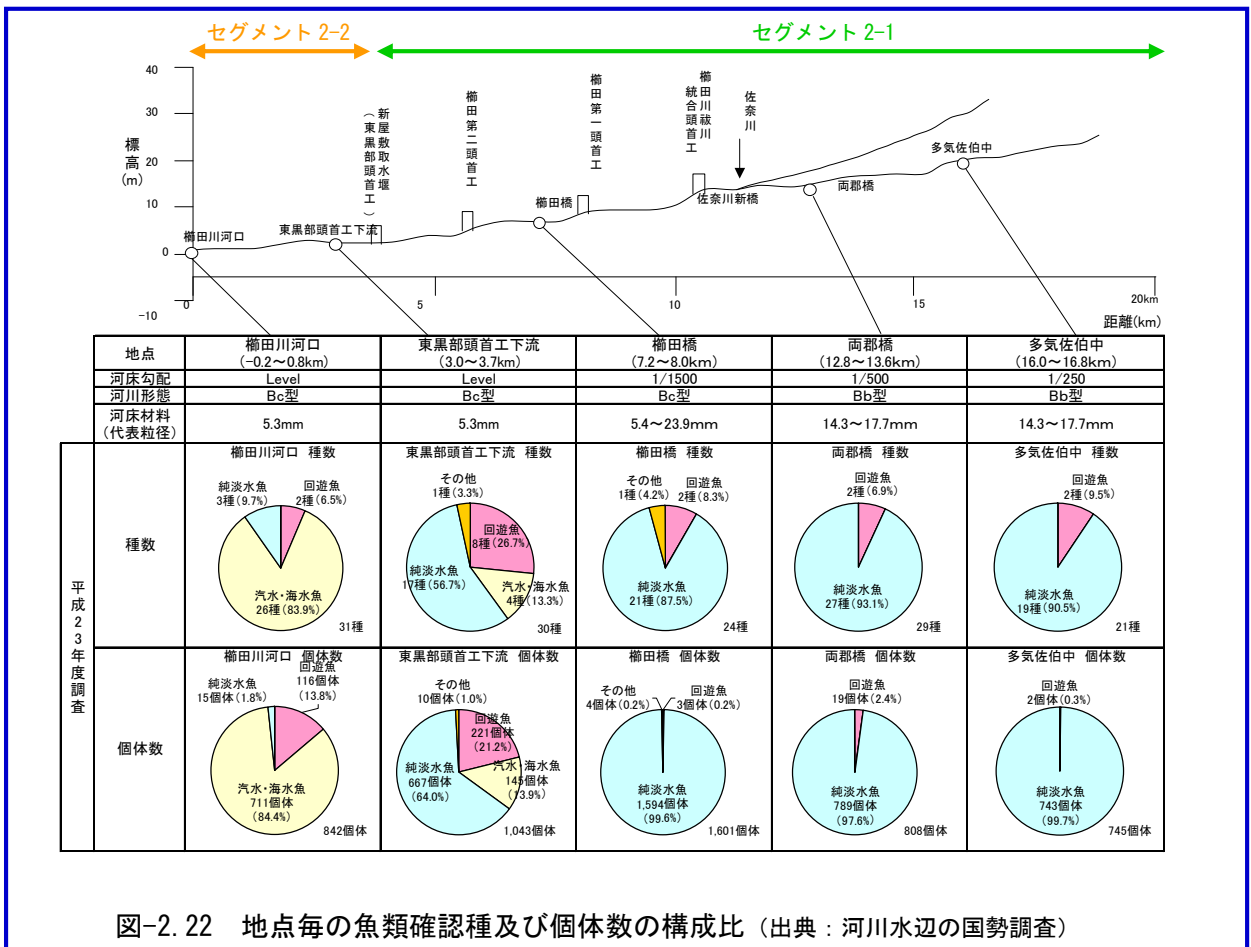 セグメント 2-2
セグメント 2-1
40
30
20
10
0
-10
標高(m)
新屋敷取水堰
（東黒部頭首工）
櫛田第二頭首工
櫛田第一頭首工
櫛田川祓川
統合頭首工
佐奈川
櫛田川河口
東黒部頭首工下流
櫛田橋
佐奈川新橋
両郡橋
多気佐伯中
0
5
10
15
20km
距離(km)
地点
櫛田川河口
(-0.2～0.8km)
東黒部頭首工下流
(3.0～3.7km)
櫛田橋
(7.2～8.0km)
両郡橋
(12.8～13.6km)
多気佐伯中
(16.0～16.8km)
河床勾配
Level
Level
1/1500
1/500
1/250
河川形態
Bc型
Bc型
Bc型
Bb型
Bb型
河床材料
(代表粒径)
5.3mm
5.3mm
5.4～23.9mm
14.3～17.7mm
14.3～17.7mm
平成23年度調査
種数
櫛田川河口 種数
純淡水魚
3種(9.7%)
回遊魚
2種(6.5%)
汽水・海水魚
26種(83.9%)
31種
東黒部頭首工下流 種数
その他
1種(3.3%)
回遊魚
8種(26.7%)
純淡水魚
17種(56.7%)
汽水・海水魚
4種(13.3%)
30種
櫛田橋 種数
その他
1種(4.2%)
回遊魚
2種(8.3%)
純淡水魚
21種(87.5%)
24種
両郡橋 種数
回遊魚
2種(6.9%)
純淡水魚
27種(93.1%)
29種
多気佐伯中 種数
回遊魚
2種(9.5%)
純淡水魚
19種(90.5%)
21種
個体数
櫛田川河口 個体数
回遊魚
116個体
(13.8%)
純淡水魚
15個体(1.8%)
汽水・海水魚
711個体
(84.4%)
842個体
東黒部頭首工下流 個体数
その他
10個体(1.0%)
回遊魚
221個体
(21.2%)
純淡水魚
667個体
(64.0%)
汽水・海水魚
145個体
(13.9%)
1,043個体
櫛田橋 個体数
その他
4個体(0.2%)
回遊魚
3個体(0.2%)
純淡水魚
1,594個体
(99.6%)
1,601個体
両郡橋 個体数
回遊魚
19個体(2.4%)
純淡水魚
789個体
(97.6%)
808個体
多気佐伯中 個体数
回遊魚
2個体(0.3%)
純淡水魚
743個体
(99.7%)
745個体
図-2.22 地点毎の魚類確認種及び個体数の構成比（出典：河川水辺の国勢調査）